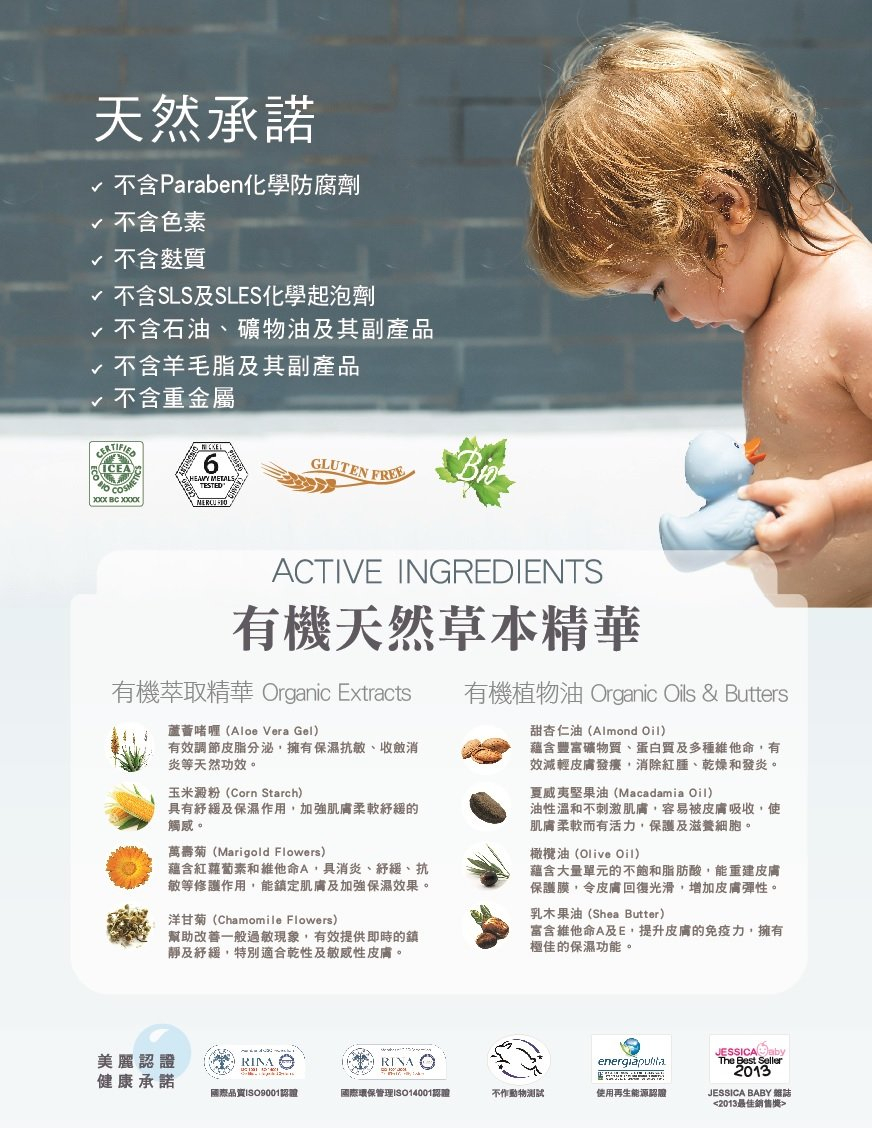 天然承諾
不含Paraben化學防腐劑
不含色素
不含麩質
不含SLS及SLES化學起泡劑
不含石油、礦物油及其副產品
不含羊毛脂及其副產品
不含重金屬
CERTIFIED
ICEA
ECO BIO COSMETICS
XXX BC XXXX
NICKEL
6
HEAVY METALS
TESTED*
MERCURIO
GLUTEN FREE
Bio
ACTIVE INGREDIENTS
有機天然草本精華
有機萃取精華 Organic Extracts
蘆薈啫喱 (Aloe Vera Gel)
有效調節皮脂分泌，擁有保濕抗敏、收斂消
炎等天然功效。
玉米澱粉 (Corn Starch)
具有紓緩及保濕作用，加強肌膚柔軟紓緩的
觸感。
萬壽菊 (Marigold Flowers)
蘊含紅蘿蔔素和維他命A，具消炎、紓緩、抗
敏等修護作用，能鎮定肌膚及加強保濕效果。
洋甘菊 (Chamomile Flowers)
幫助改善一般過敏現象，有效提供即時的鎮
靜及紓緩，特別適合乾性及敏感性皮膚。
有機植物油 Organic Oils & Butters
甜杏仁油 (Almond Oil)
蘊含豐富礦物質、蛋白質及多種維他命，有
效減輕皮膚發癢，消除紅腫、乾燥和發炎。
夏威夷堅果油 (Macadamia Oil)
油性溫和不刺激肌膚，容易被皮膚吸收，使
肌膚柔軟而有活力，保護及滋養細胞。
橄欖油 (Olive Oil)
蘊含大量單元的不飽和脂肪酸，能重建皮膚
保護膜，令皮膚回復光滑，增加皮膚彈性。
乳木果油 (Shea Butter)
富含維他命A及E，提升皮膚的免疫力，擁有
極佳的保濕功能。
美麗認證
健康承諾
RINA
國際品質ISO9001認證
RINA
國際環保管理ISO14001認證
不作動物測試
energiapulita
使用再生能源認證
JESSICA Baby
The Best Seller
2013
JESSICA BABY 雜誌
<2013最佳銷售獎>